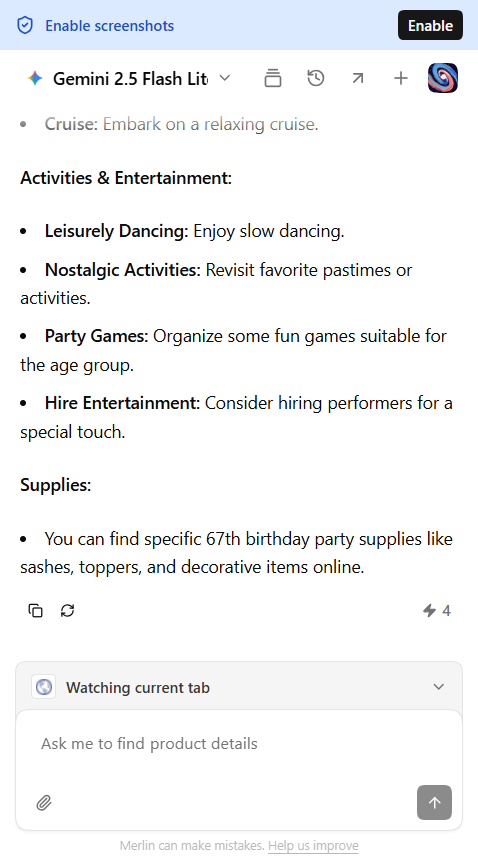 Enable screenshots
Enable
Gemini 2.5 Flash Lit
• Cruise: Embark on a relaxing cruise.
Activities & Entertainment:
• Leisurely Dancing: Enjoy slow dancing.
• Nostalgic Activities: Revisit favorite pastimes or
activities.
• Party Games: Organize some fun games suitable for
the age group.
• Hire Entertainment: Consider hiring performers for a
special touch.
Supplies:
• You can find specific 67th birthday party supplies like
sashes, toppers, and decorative items online.
4
Watching current tab
Ask me to find product details
Merlin can make mistakes. Help us improve